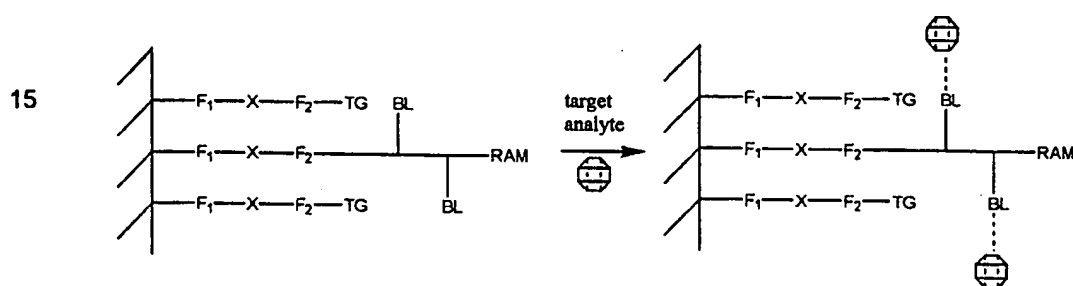 15
F₁—X—F₂—TG
BL
F₁—X—F₂
RAM
BL
F₁—X—F₂—TG
target
analyte
BL
F₁—X—F₂—TG
F₁—X—F₂
RAM
F₁—X—F₂—TG
BL